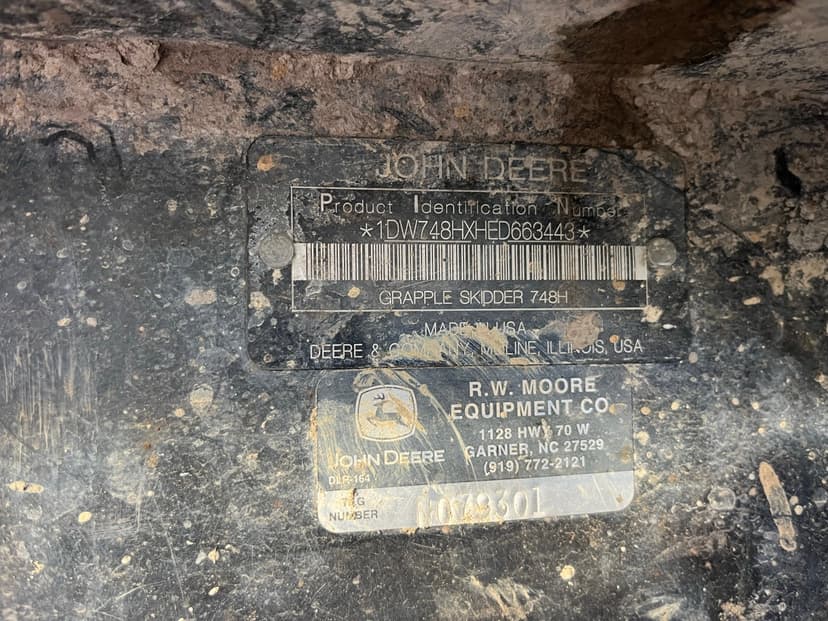 JOHN DEERE
Product Identification Number
*1DW748HXHED663443*
GRAPPLE SKIDDER 748H
MADE IN USA
DEERE & COMPANY, MOLINE, ILLINOIS, USA
R.W. MOORE
EQUIPMENT CO
1128 HWY 70 W
GARNER, NC 27529
(919) 772-2121
JOHN DEERE
DLR-164
NUMBER